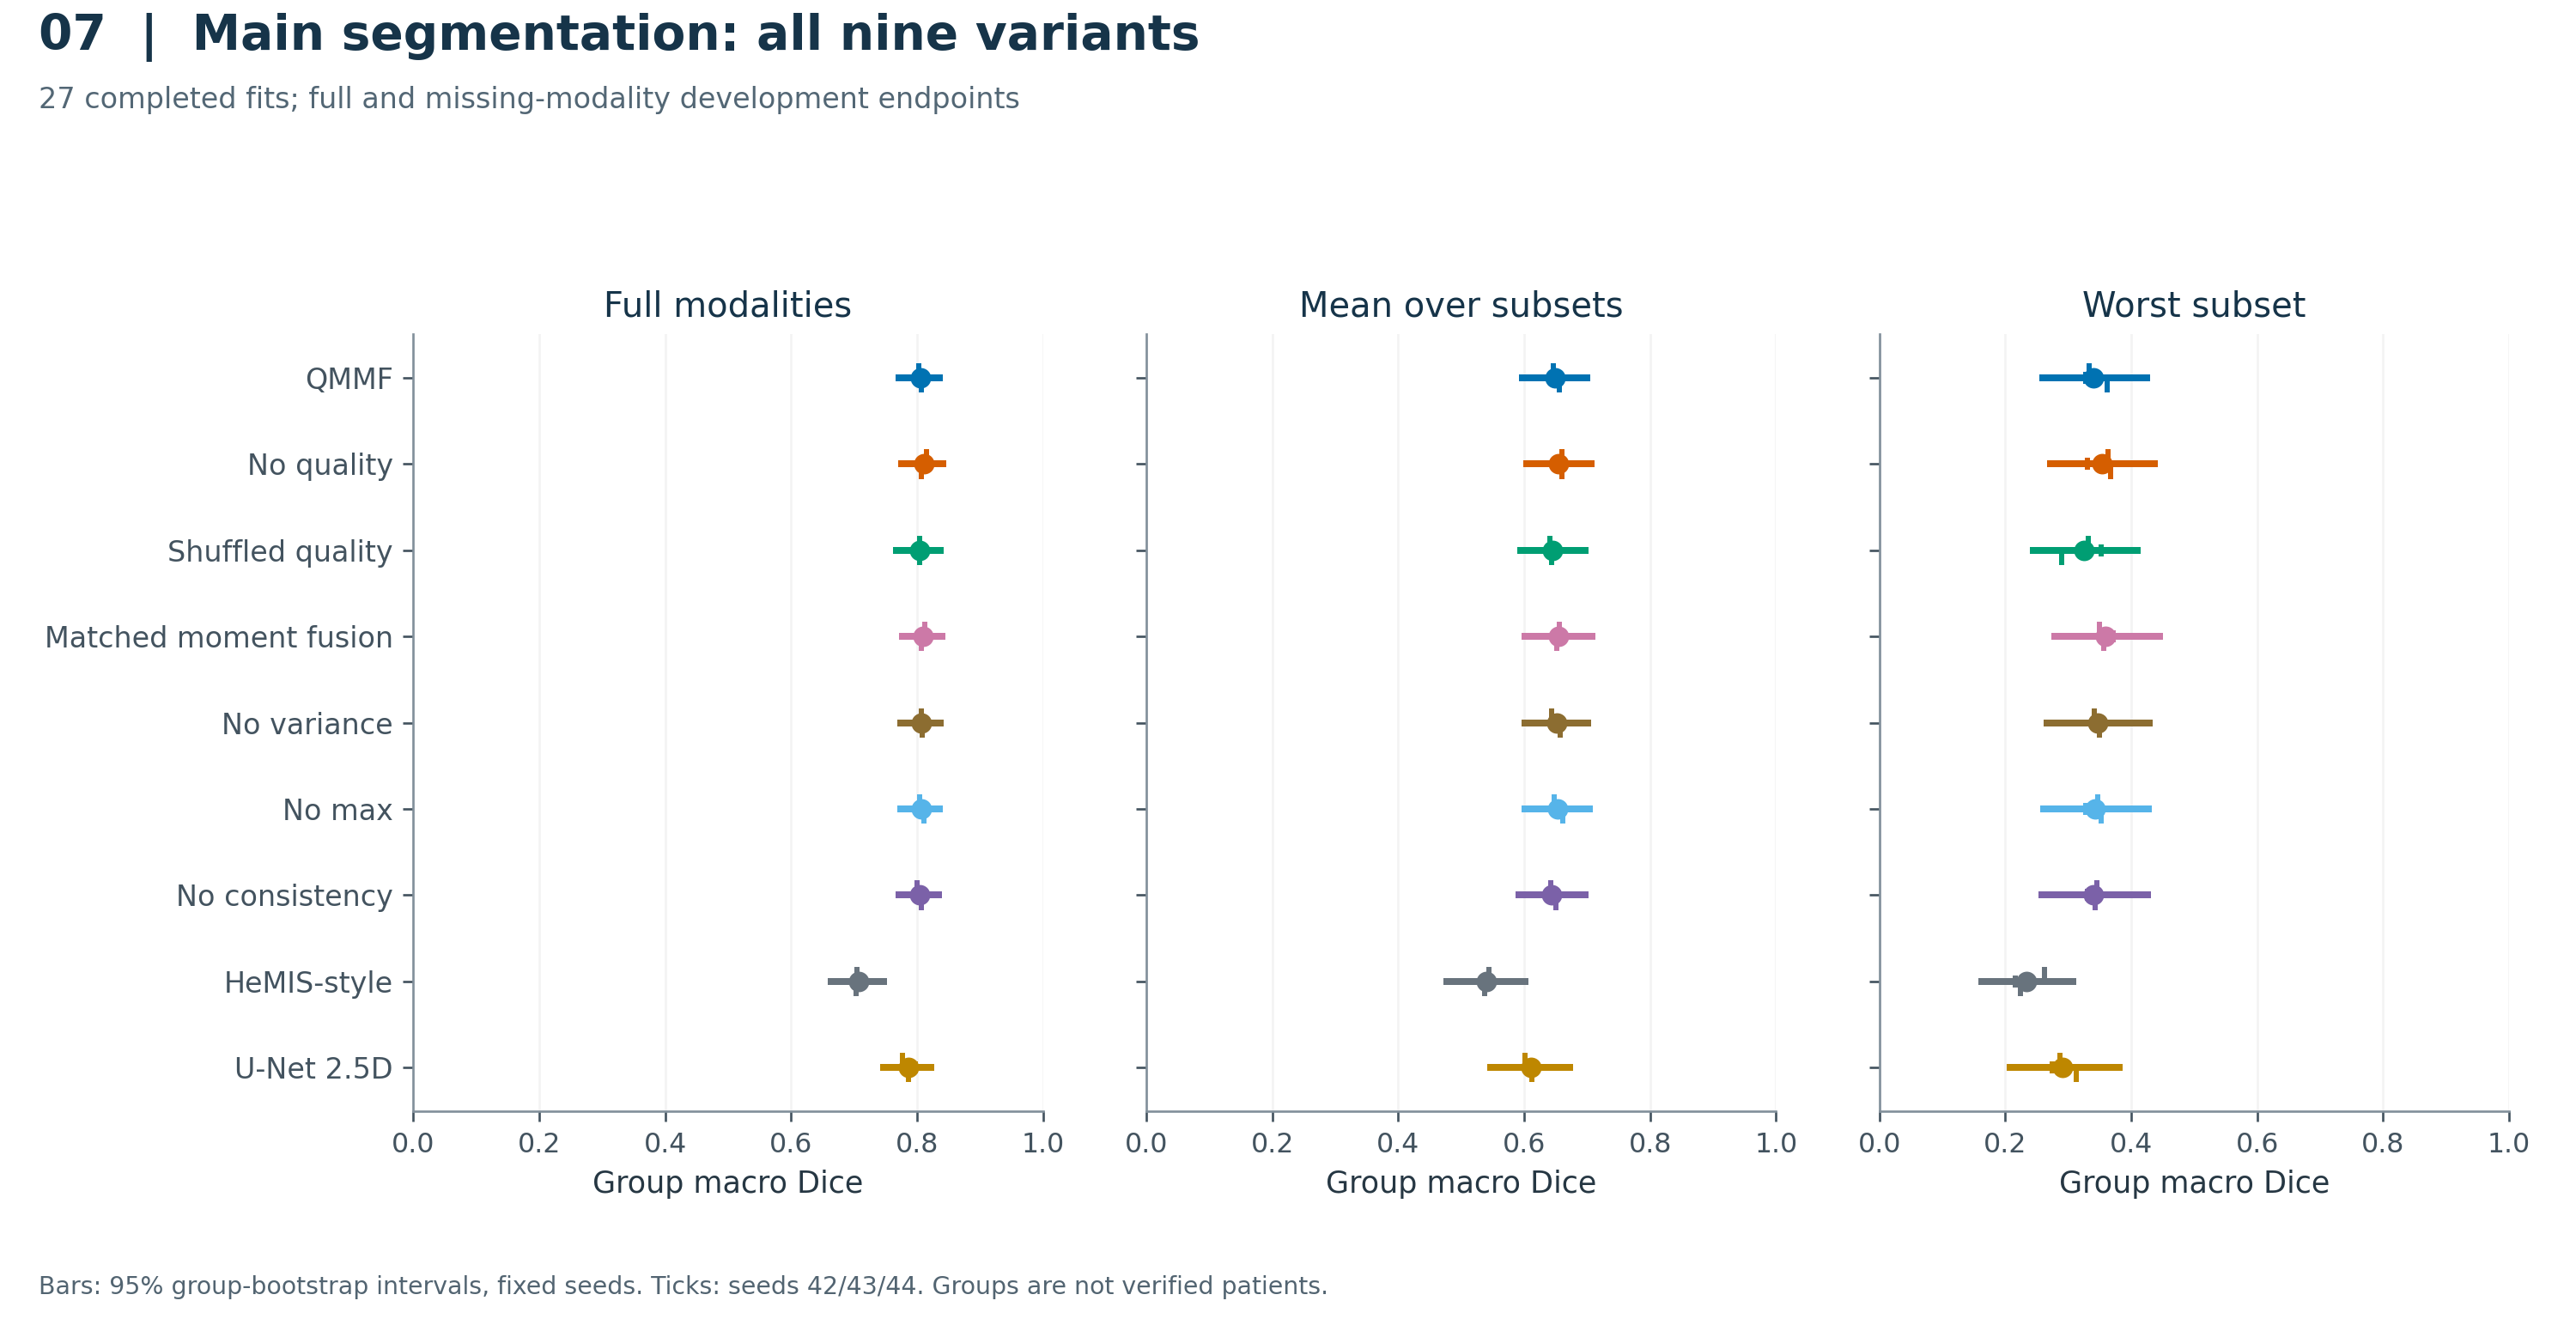 07 | Main segmentation: all nine variants
27 completed fits; full and missing-modality development endpoints
Full modalities
Mean over subsets
Worst subset
QMMF
No quality
Shuffled quality
Matched moment fusion
No variance
No max
No consistency
HeMIS-style
U-Net 2.5D
0.0 0.2 0.4 0.6 0.8 1.0
0.0 0.2 0.4 0.6 0.8 1.0
0.0 0.2 0.4 0.6 0.8 1.0
Group macro Dice
Group macro Dice
Group macro Dice
Bars: 95% group-bootstrap intervals, fixed seeds. Ticks: seeds 42/43/44. Groups are not verified patients.